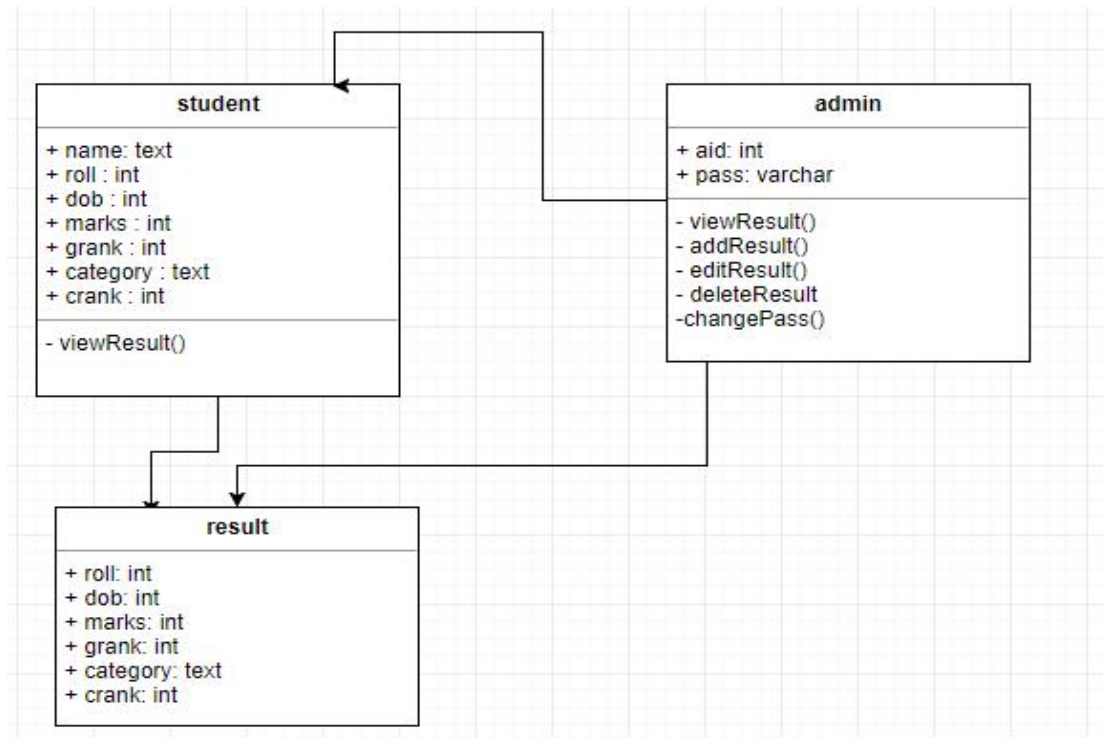 student
+ name: text
+ roll : int
+ dob : int
+ marks : int
+ grank : int
+ category : text
+ crank : int
- viewResult()
admin
+ aid: int
+ pass: varchar
- viewResult()
- addResult()
- editResult()
- deleteResult
-changePass()
result
+ roll: int
+ dob: int
+ marks: int
+ grank: int
+ category: text
+ crank: int